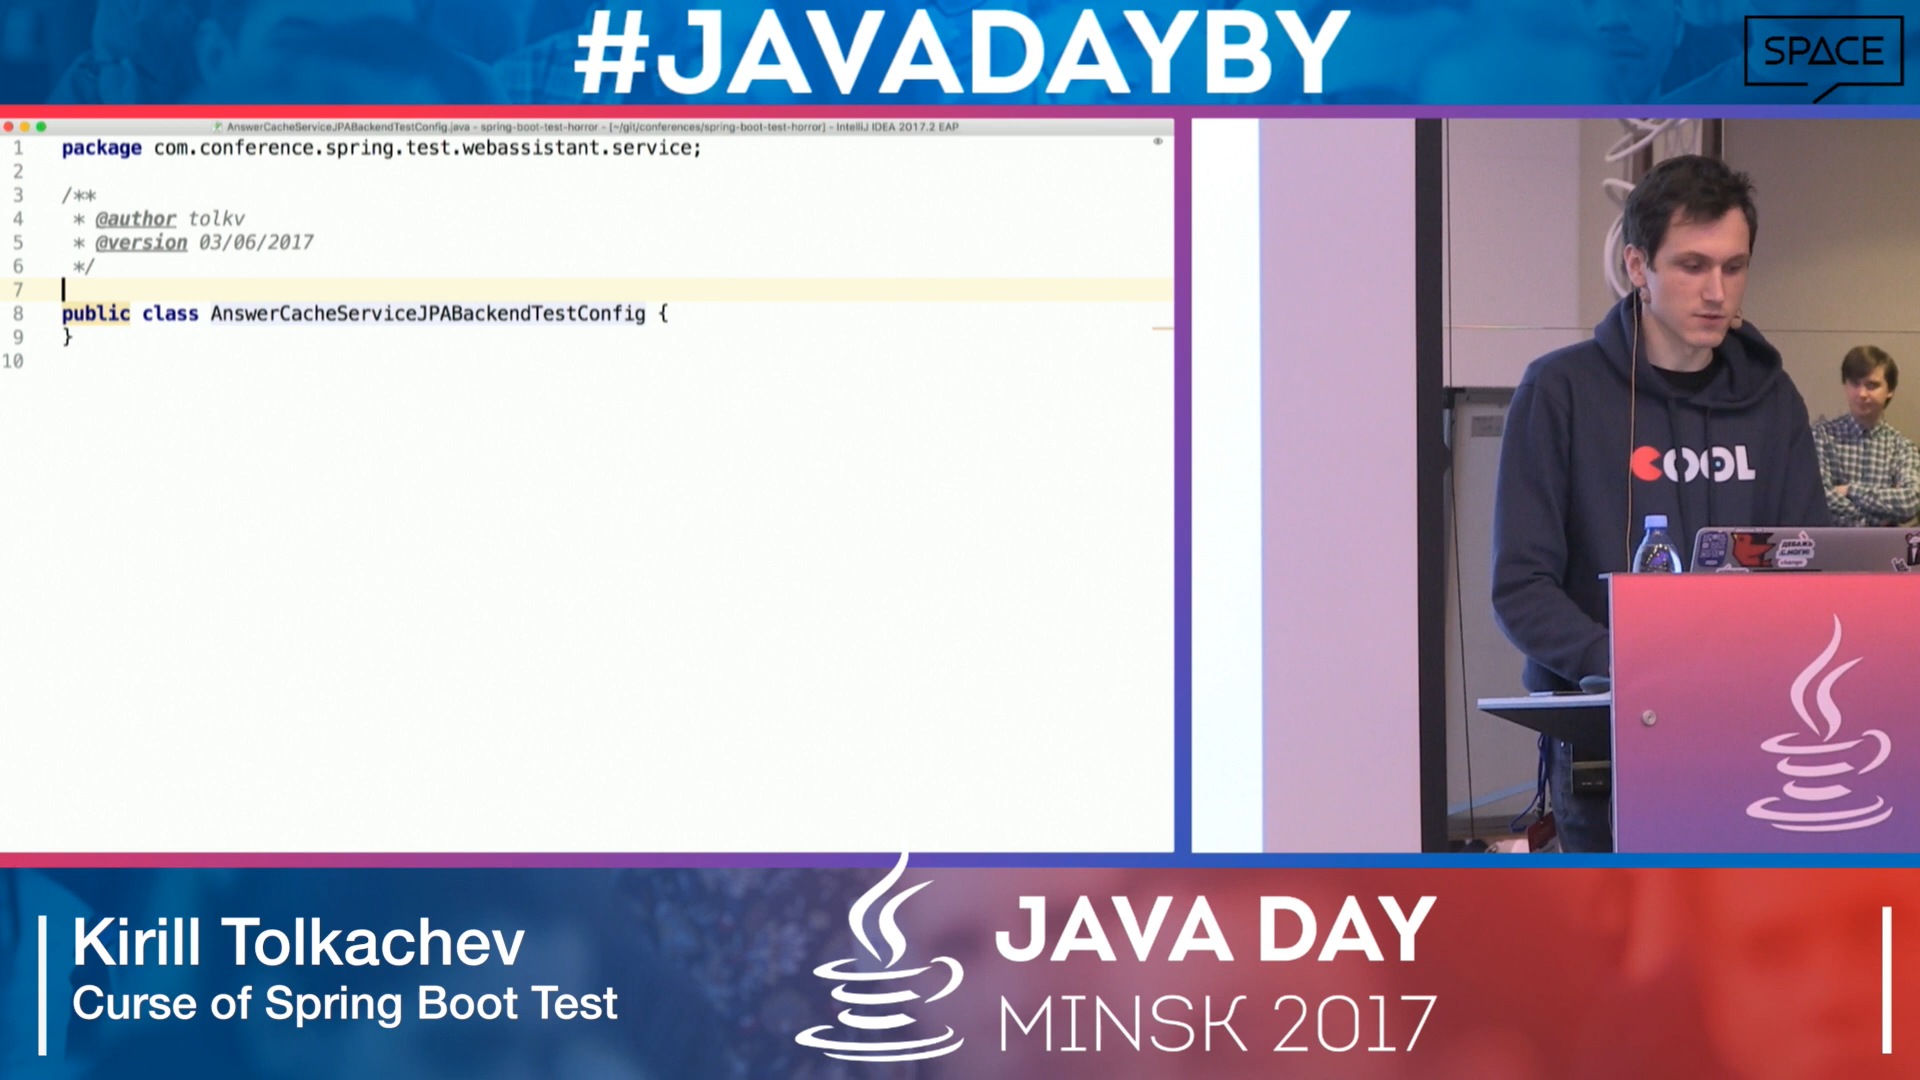 #JAVADAYBY
SPACE
AnswerCacheServiceJPABackendTestConfig.java - spring-boot-test-horror - [~/git/conferences/spring-boot-test-horror] - IntelliJ IDEA 2017.2 EAP
1 package com.conference.spring.test.webassistant.service;
2
3 /**
4 * @author tolkv
5 * @version 03/06/2017
6 */
7
8 public class AnswerCacheServiceJPABackendTestConfig {
9 }
10
COOL
Kirill Tolkachev
Curse of Spring Boot Test
JAVA DAY
MINSK 2017